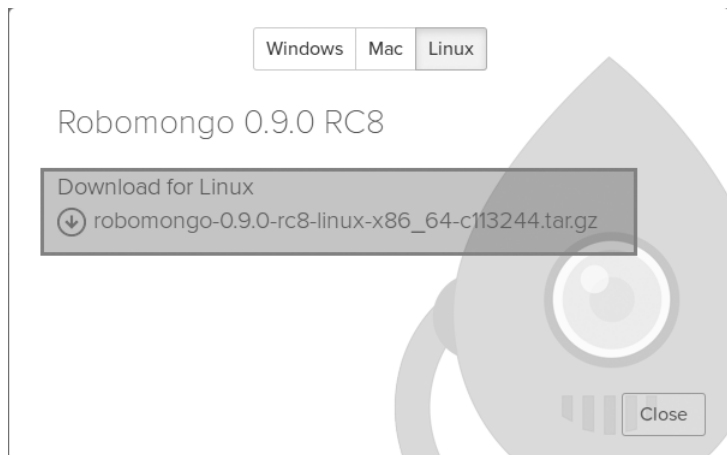 Windows Mac Linux
Robomongo 0.9.0 RC8
Download for Linux
robomongo-0.9.0-rc8-linux-x86_64-c113244.tar.gz
Close